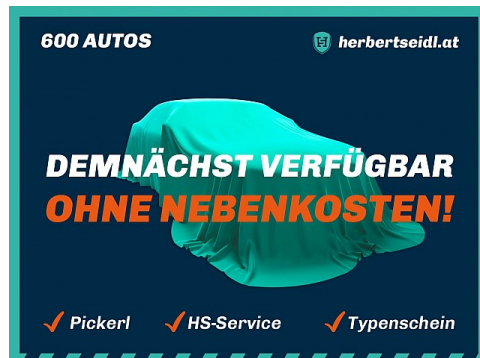 600 AUTOS
herbertseidl.at
DEMNÄCHST VERFÜGBAR
OHNE NEBENKOSTEN!
Pickerl HS-Service Typenschein